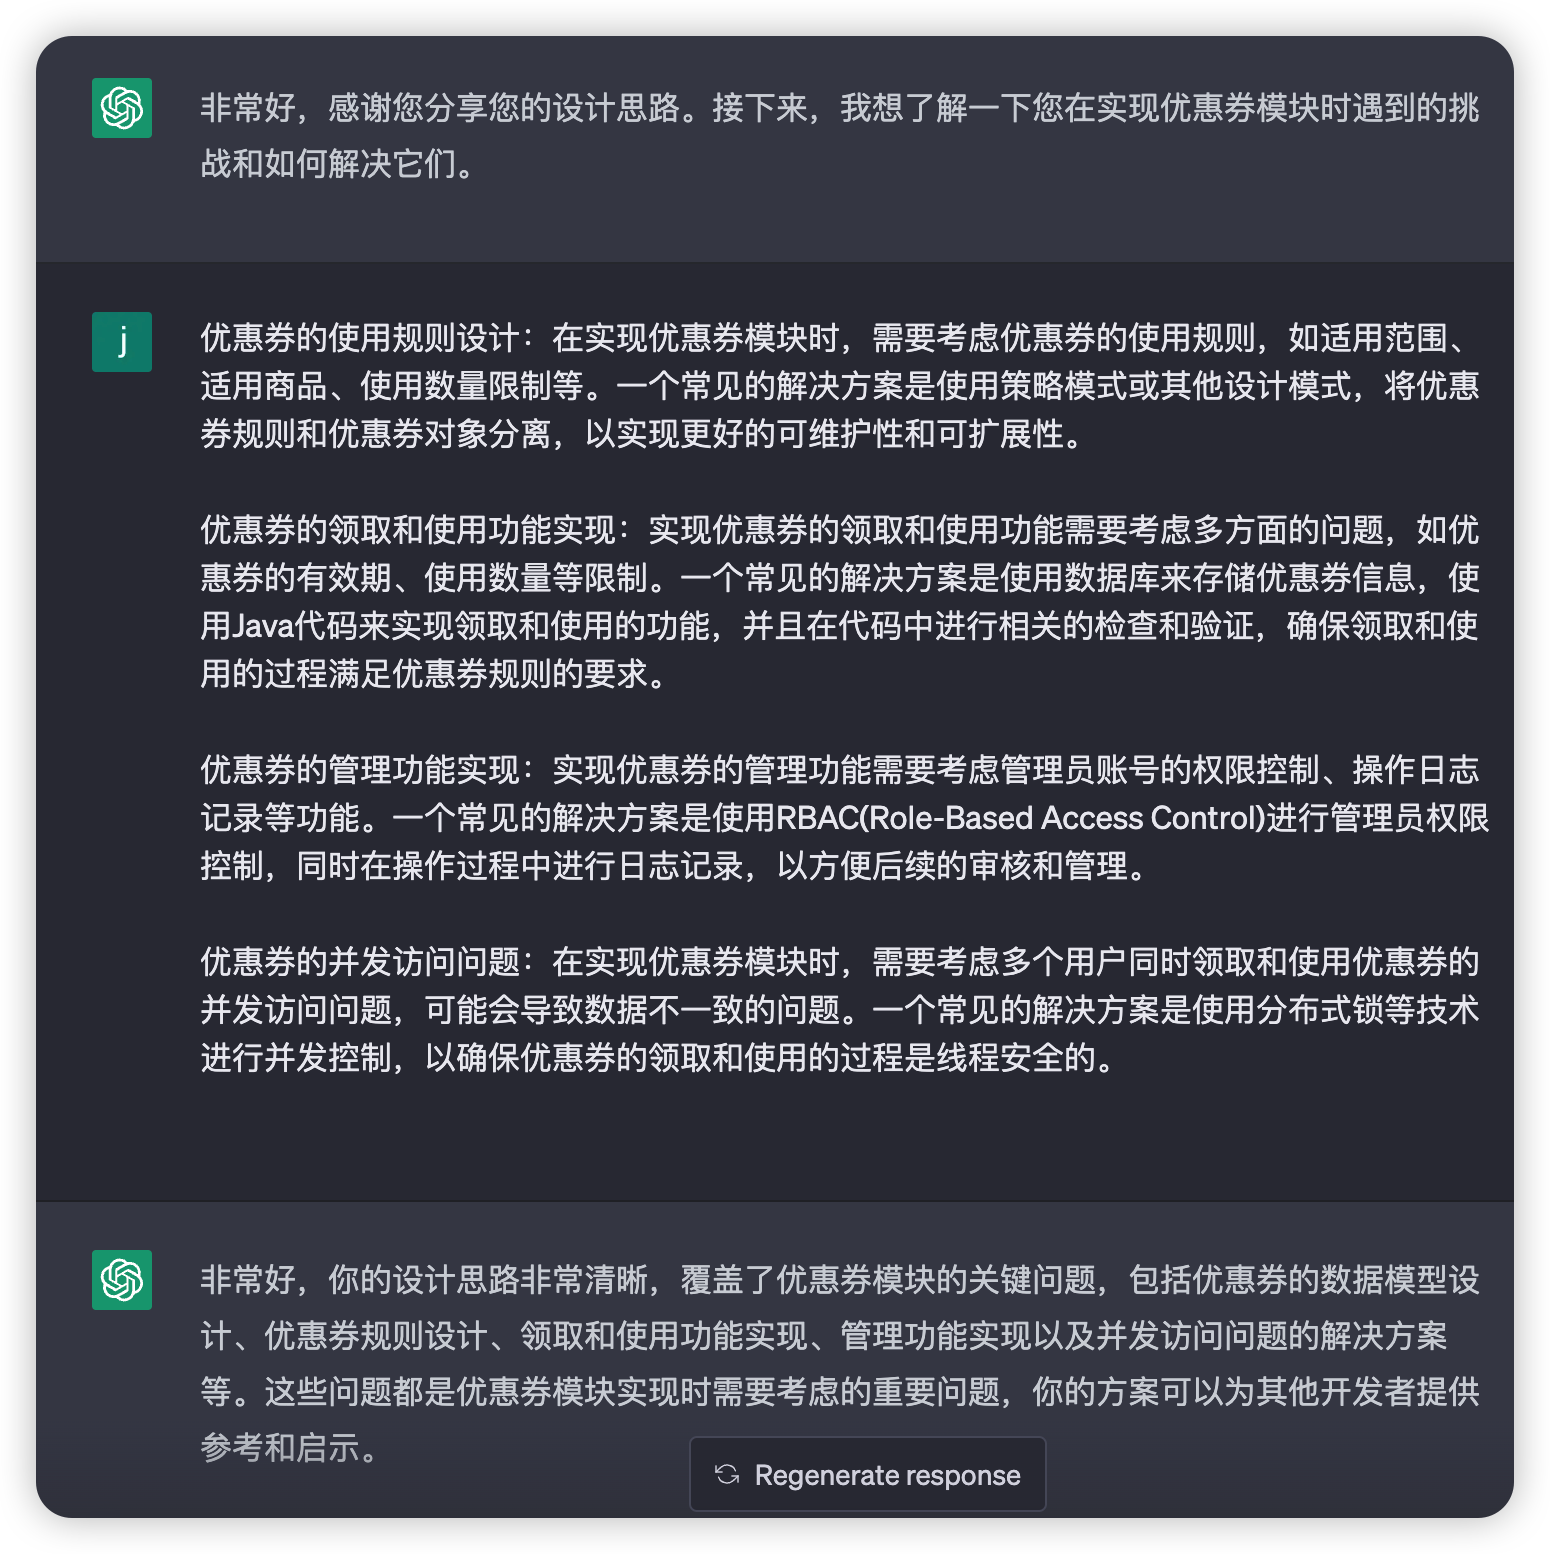 非常好，感谢您分享您的设计思路。接下来，我想了解一下您在实现优惠券模块时遇到的挑
战和如何解决它们。
j
优惠券的使用规则设计：在实现优惠券模块时，需要考虑优惠券的使用规则，如适用范围、
适用商品、使用数量限制等。一个常见的解决方案是使用策略模式或其他设计模式，将优惠
券规则和优惠券对象分离，以实现更好的可维护性和可扩展性。
优惠券的领取和使用功能实现：实现优惠券的领取和使用功能需要考虑多方面的问题，如优
惠券的有效期、使用数量等限制。一个常见的解决方案是使用数据库来存储优惠券信息，使
用Java代码来实现领取和使用的功能，并且在代码中进行相关的检查和验证，确保领取和使
用的过程满足优惠券规则的要求。
优惠券的管理功能实现：实现优惠券的管理功能需要考虑管理员账号的权限控制、操作日志
记录等功能。一个常见的解决方案是使用RBAC(Role-Based Access Control)进行管理员权限
控制，同时在操作过程中进行日志记录，以方便后续的审核和管理。
优惠券的并发访问问题：在实现优惠券模块时，需要考虑多个用户同时领取和使用优惠券的
并发访问问题，可能会导致数据不一致的问题。一个常见的解决方案是使用分布式锁等技术
进行并发控制，以确保优惠券的领取和使用的过程是线程安全的。
非常好，你的设计思路非常清晰，覆盖了优惠券模块的关键问题，包括优惠券的数据模型设
计、优惠券规则设计、领取和使用功能实现、管理功能实现以及并发访问问题的解决方案
等。这些问题都是优惠券模块实现时需要考虑的重要问题，你的方案可以为其他开发者提供
参考和启示。
Regenerate response